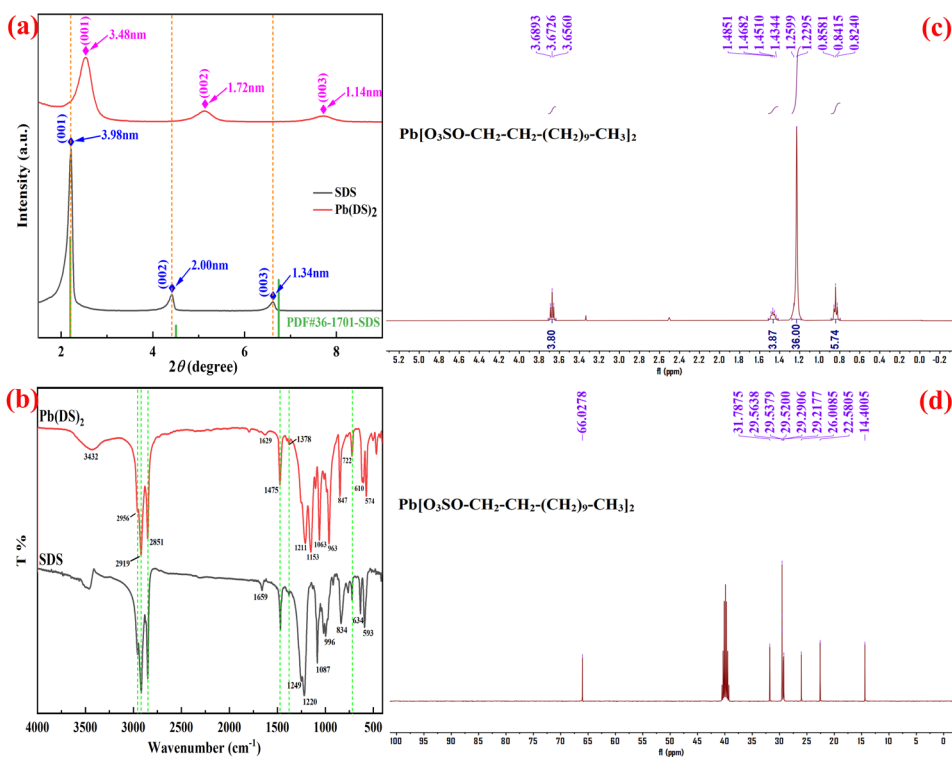 (a)
(001)
3.48nm
(002)
1.72nm
(003)
1.14nm
(001)
3.98nm
SDS
Pb(DS)2
(002)
2.00nm
(003)
1.34nm
PDF#36-1701-SDS
Intensity (a.u.)
2 4 6 8
2θ (degree)
(c)
3.6893
3.6726
3.6560
1.4851
1.4682
1.4510
1.4344
1.2599
1.2295
0.8581
0.8415
0.8240
Pb[O3SO-CH2-CH2-(CH2)9-CH3]2
3.80
3.87
36.00
5.74
5.2 5.0 4.8 4.6 4.4 4.2 4.0 3.8 3.6 3.4 3.2 3.0 2.8 2.6 2.4 2.2 2.0 1.8 1.6 1.4 1.2 1.0 0.8 0.6 0.4 0.2 0.0 -0.2
fl (ppm)
(b)
Pb(DS)2
3432
2956
2919
2851
1629
1475
1378
1211
1153
1063
963
847
722
610
574
SDS
1659
1249
1220
1087
996
834
634
593
T %
4000 3500 3000 2500 2000 1500 1000 500
Wavenumber (cm-1)
(d)
66.0278
31.7875
29.5638
29.5379
29.5200
29.2906
29.2177
26.0085
22.5805
14.4005
Pb[O3SO-CH2-CH2-(CH2)9-CH3]2
100 95 90 85 80 75 70 65 60 55 50 45 40 35 30 25 20 15 10 5 0
fl (ppm)